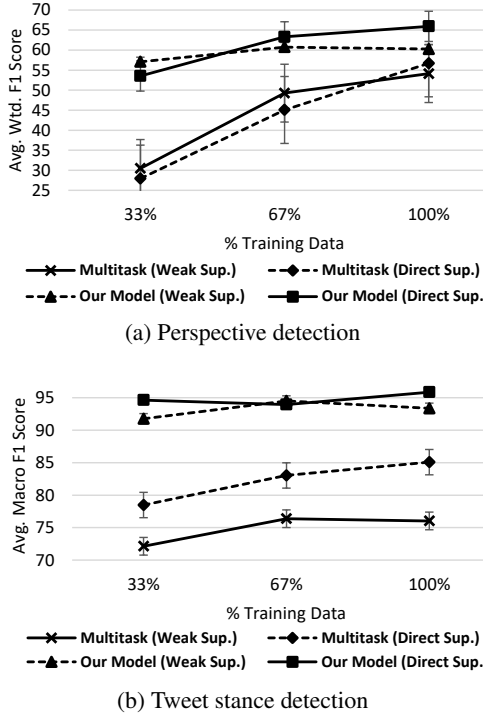 70
65
60
55
50
45
40
35
30
25
Avg. Wtd. F1 Score
33% 67% 100%
% Training Data
Multitask (Weak Sup.) Multitask (Direct Sup.)
Our Model (Weak Sup.) Our Model (Direct Sup.
(a) Perspective detection
95
90
85
80
75
70
Avg. Macro F1 Score
33% 67% 100%
% Training Data
Multitask (Weak Sup.) Multitask (Direct Sup.)
Our Model (Weak Sup.) Our Model (Direct Sup.
(b) Tweet stance detection